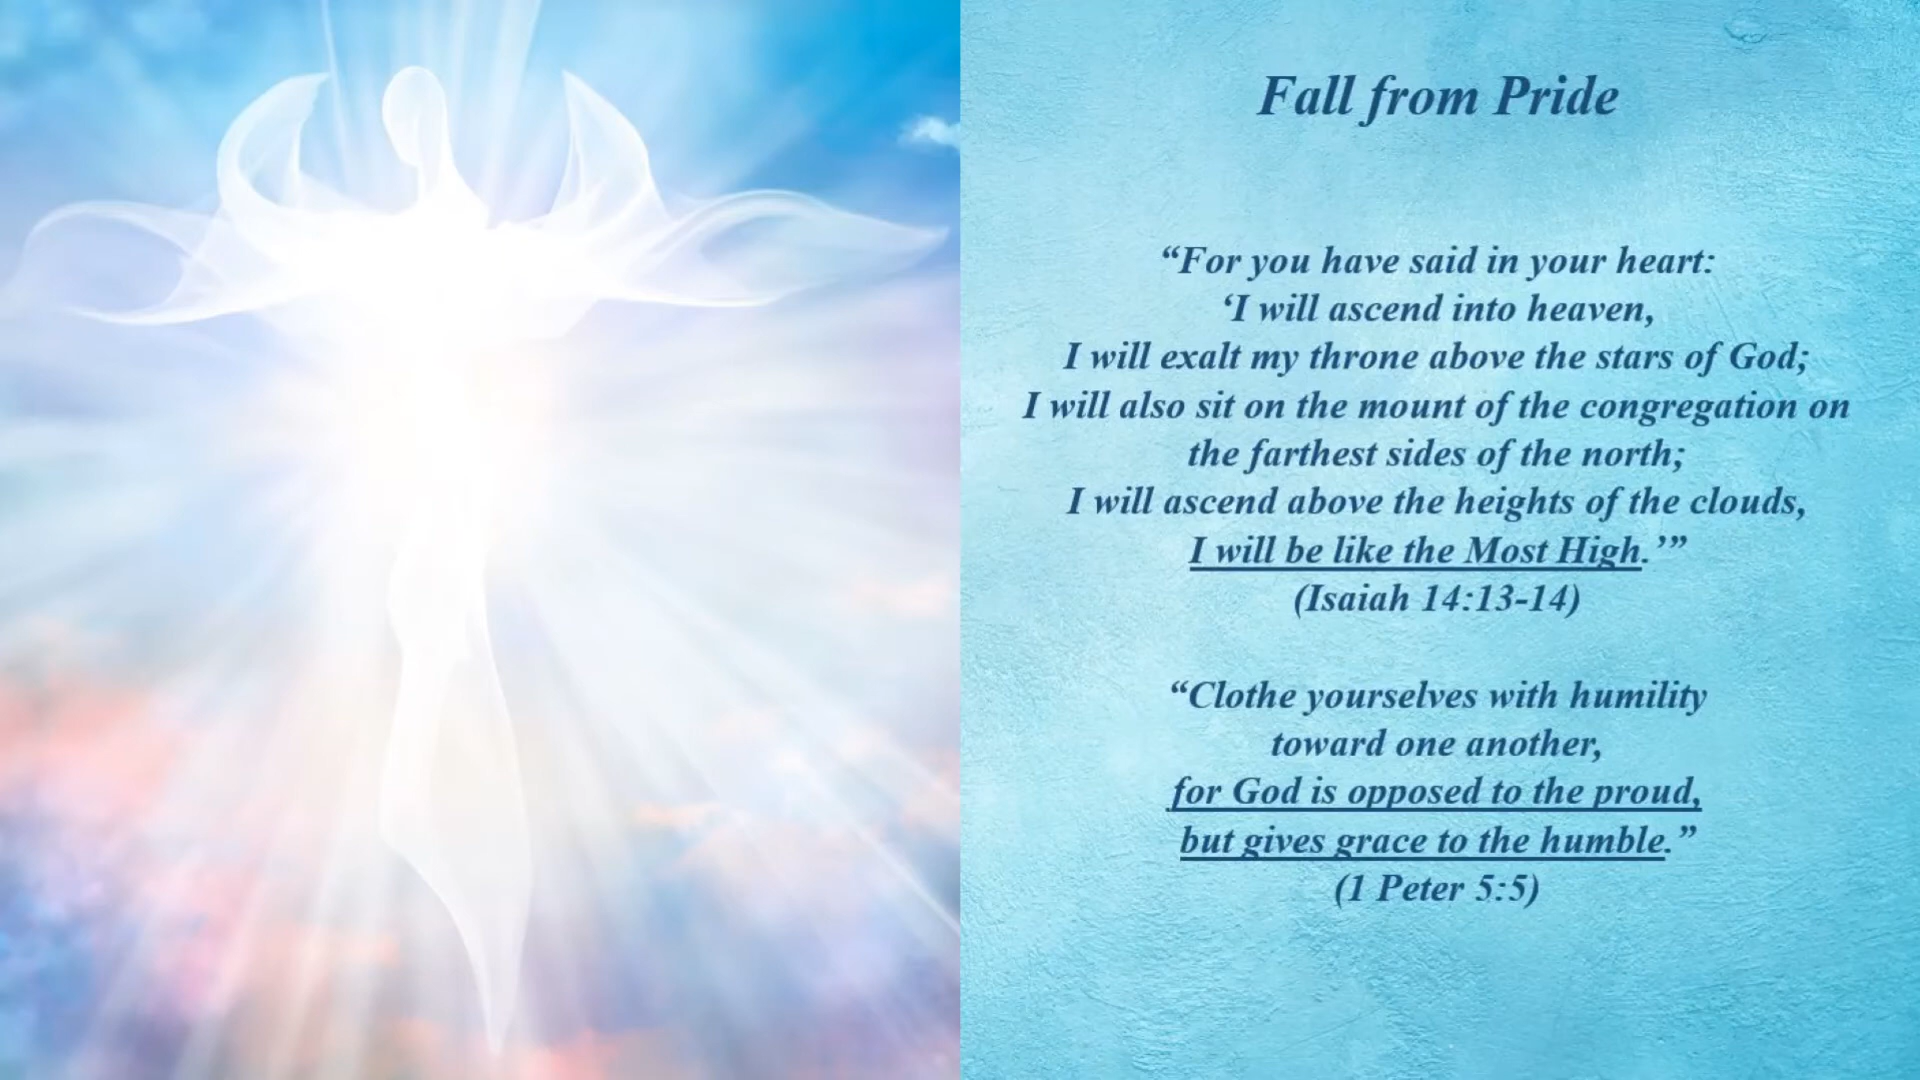 Fall from Pride
“For you have said in your heart:
‘I will ascend into heaven,
I will exalt my throne above the stars of God;
I will also sit on the mount of the congregation on
the farthest sides of the north;
I will ascend above the heights of the clouds,
I will be like the Most High.’”
(Isaiah 14:13-14)
“Clothe yourselves with humility
toward one another,
for God is opposed to the proud,
but gives grace to the humble.”
(1 Peter 5:5)